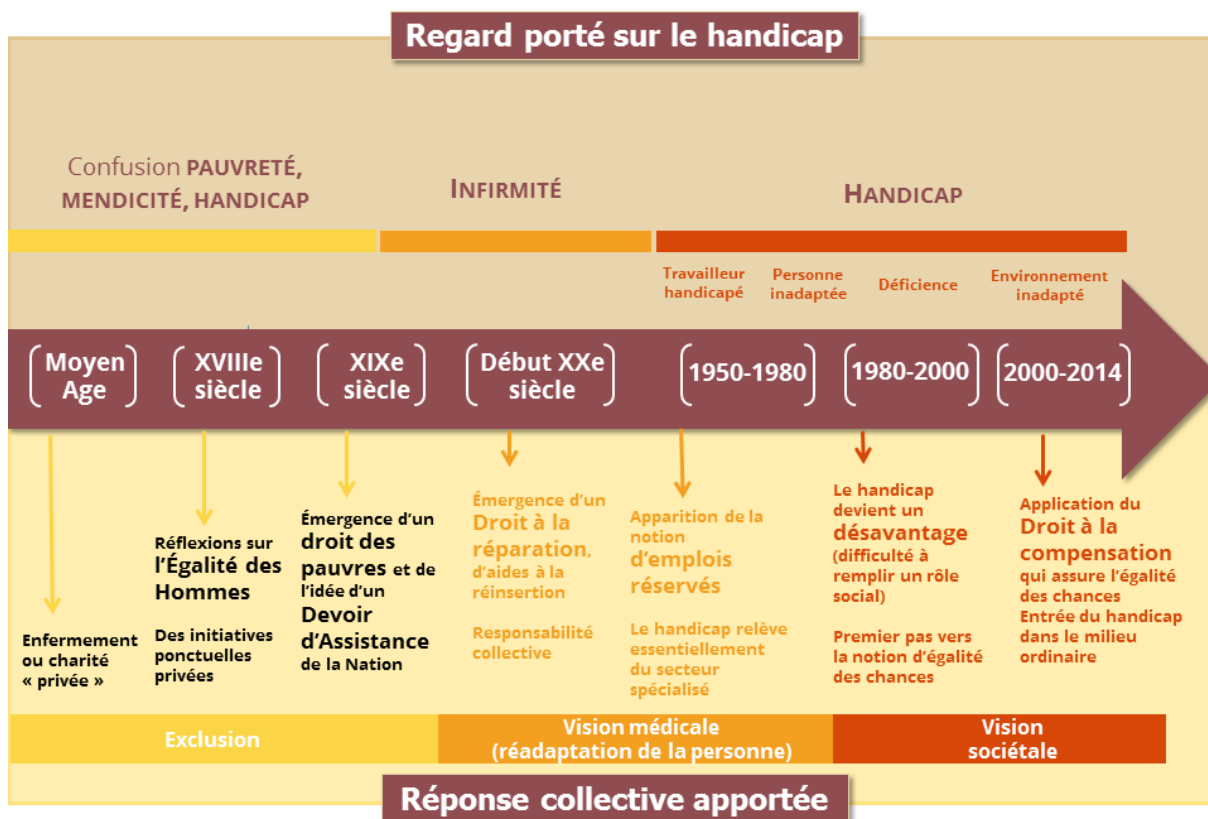 Regard porté sur le handicap
Confusion PAUVRETÉ,
MENDICITÉ, HANDICAP
INFIRMITÉ
HANDICAP
Travailleur
handicapé
Personne
inadaptée
Déficience
Environnement
inadapté
Moyen
Age
XVIIIe
siècle
XIXe
siècle
Début XXe
siècle
1950-1980
1980-2000
2000-2014
Enfermement
ou charité
« privée »
Réflexions sur
l'Égalité des
Hommes
Des initiatives
ponctuelles
privées
Émergence d'un
droit des
pauvres et de
l'idée d'un
Devoir
d'Assistance
de la Nation
Émergence d'un
Droit à la
réparation,
d'aides à la
réinsertion
Responsabilité
collective
Apparition de la
notion
d'emplois
réservés
Le handicap relève
essentiellement
du secteur
spécialisé
Le handicap
devient un
désavantage
(difficulté à
remplir un rôle
social)
Premier pas vers
la notion d'égalité
des chances
Application du
Droit à la
compensation
qui assure l'égalité
des chances
Entrée du handicap
dans le milieu
ordinaire
Exclusion
Vision médicale
(réadaptation de la personne)
Vision
sociétale
Réponse collective apportée